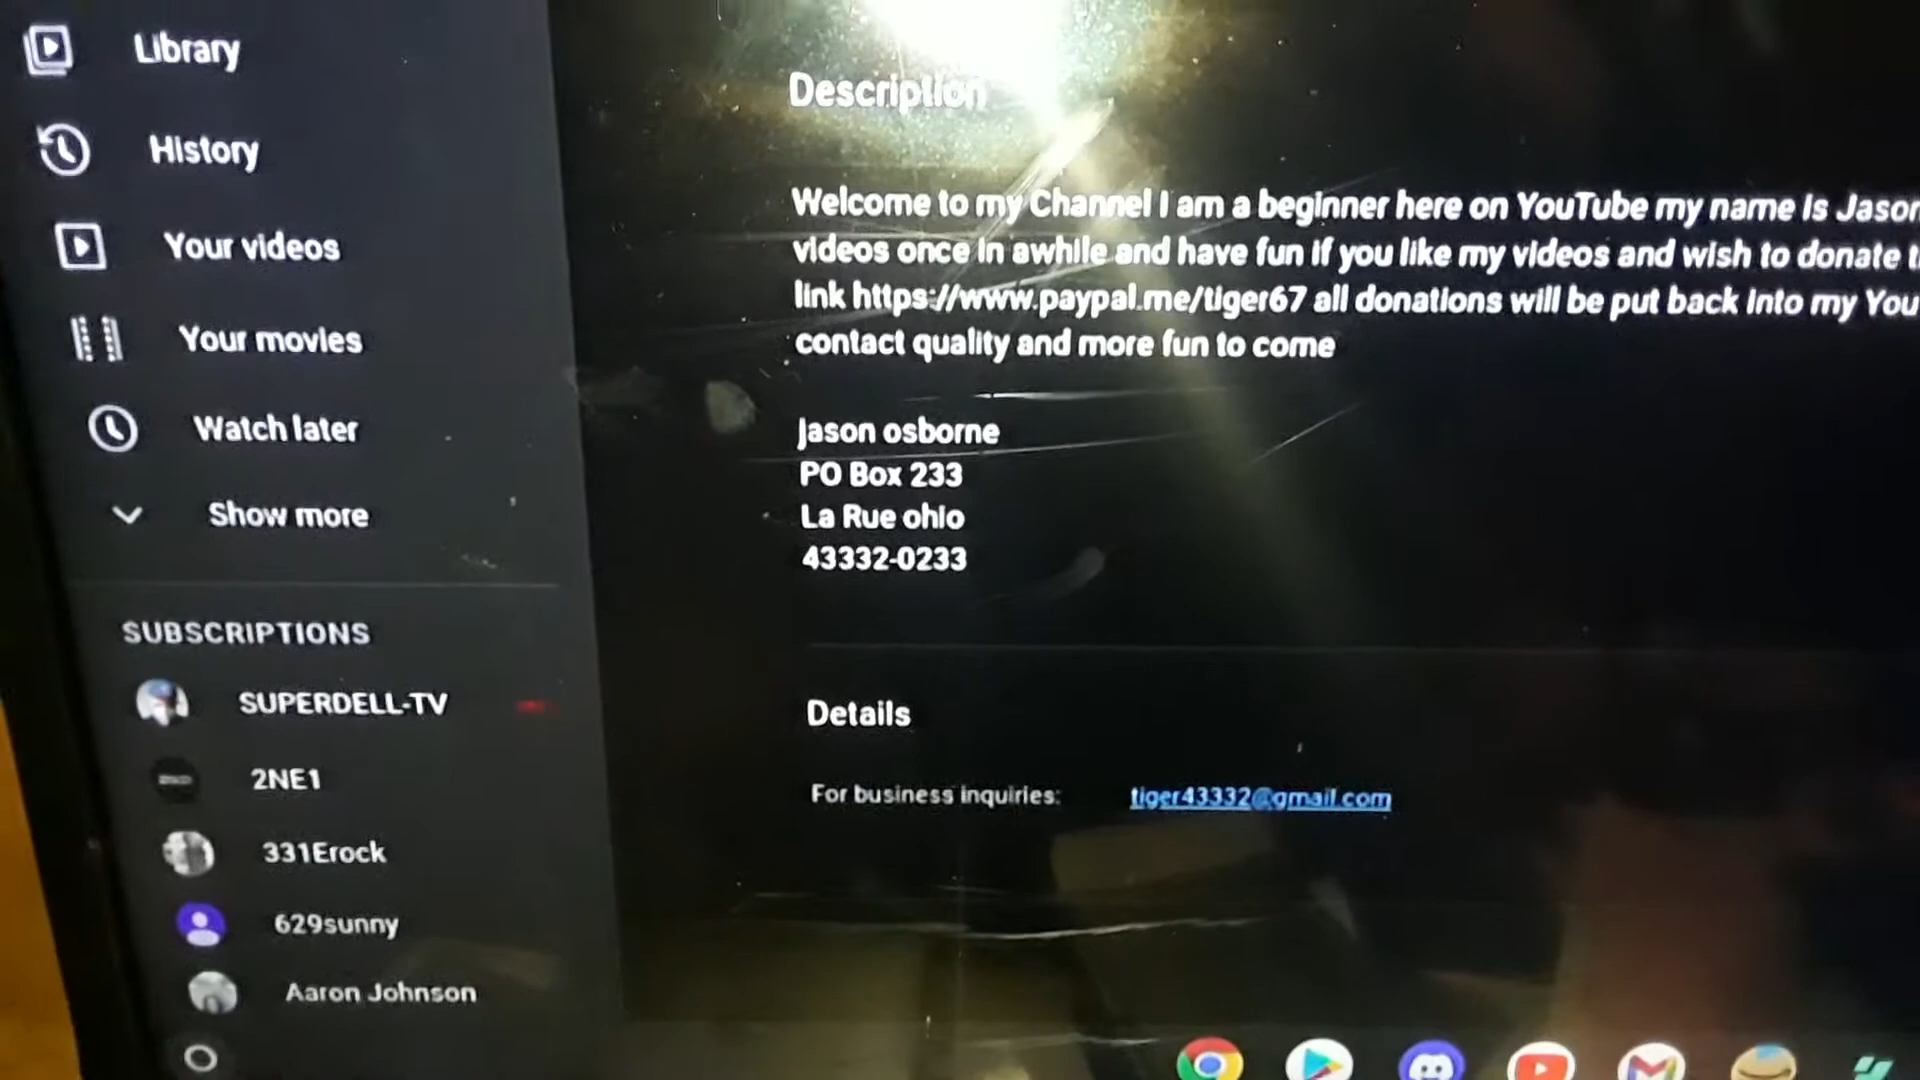 Library
History
Your videos
Your movies
Watch later
Show more
SUBSCRIPTIONS
SUPERDELL-TV
2NE1
331Erock
629sunny
Aaron Johnson
Description
Welcome to my Channel I am a beginner here on YouTube my name is Jason
videos once in awhile and have fun if you like my videos and wish to donate
link https://www.paypal.me/tiger67 all donations will be put back into my You
contact quality and more fun to come
Jason osborne
PO Box 233
La Rue ohio
43332-0233
Details
For business inquiries: tiger43332@gmail.com